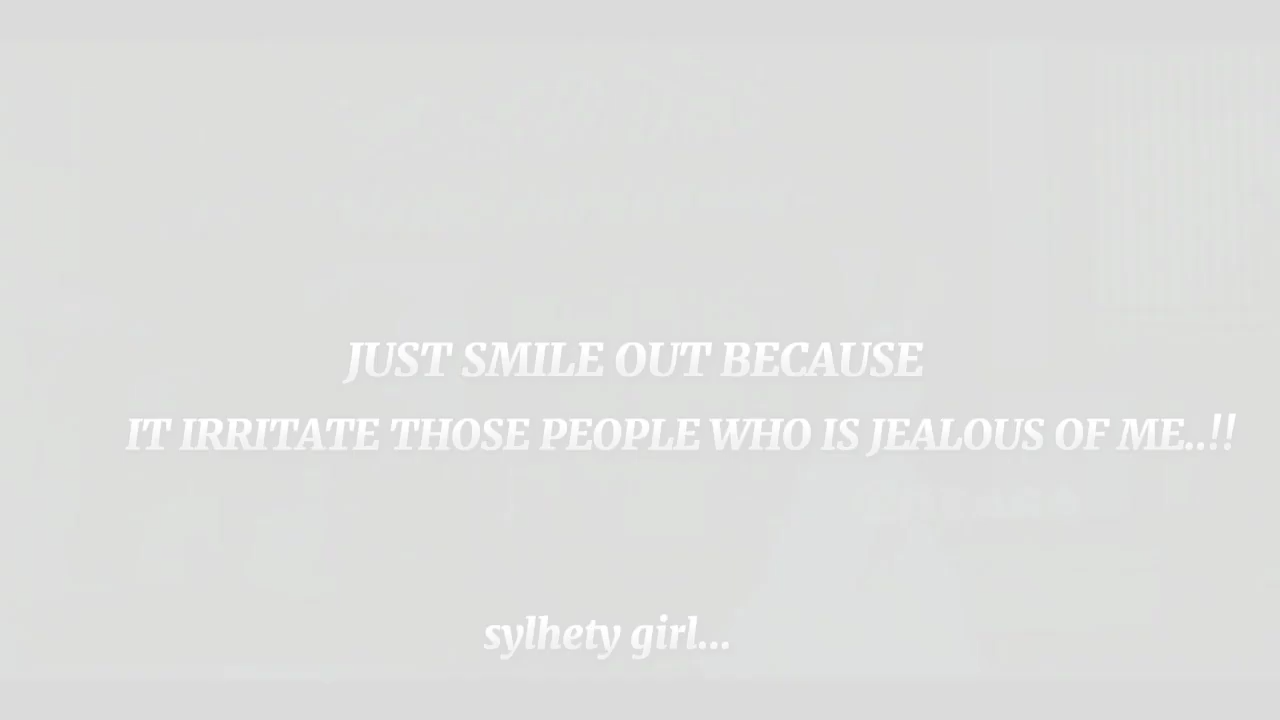 JUST SMILE OUT BECAUSE
IT IRRITATE THOSE PEOPLE WHO IS JEALOUS OF ME..!!
sylhety girl...